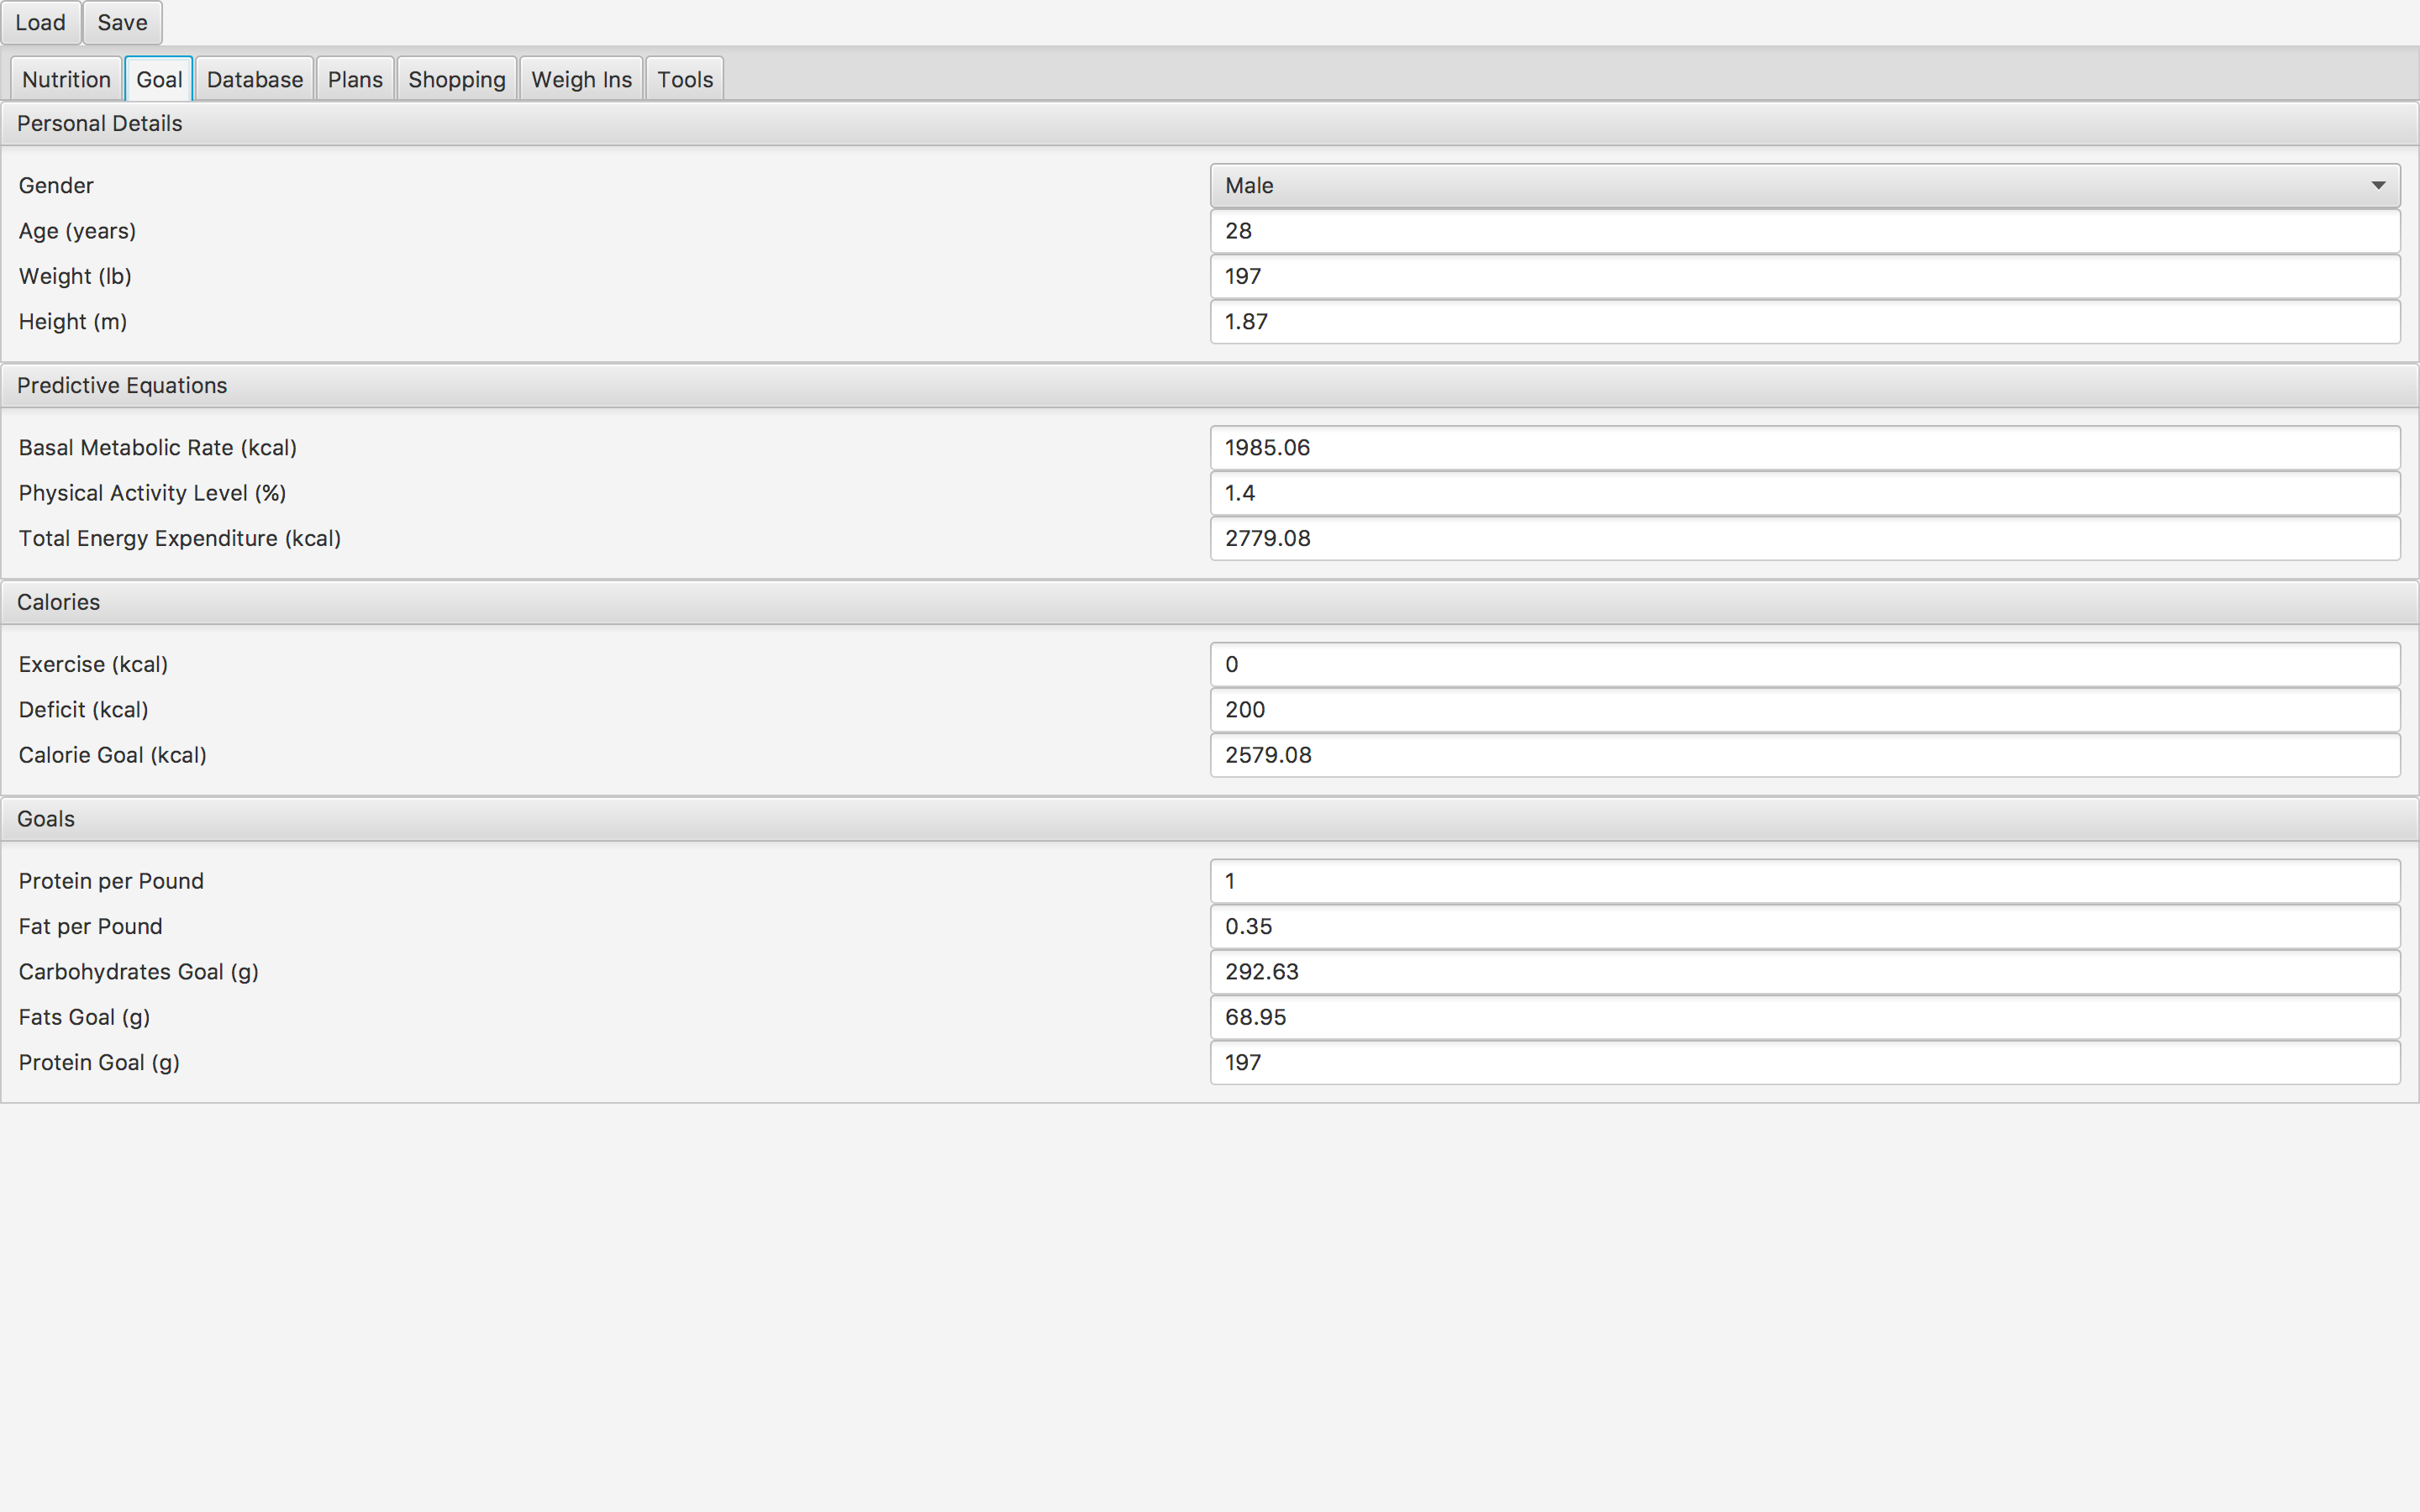 Load Save
Nutrition Goal Database Plans Shopping Weigh Ins Tools
Personal Details
Gender Male
Age (years) 28
Weight (lb) 197
Height (m) 1.87
Predictive Equations
Basal Metabolic Rate (kcal) 1985.06
Physical Activity Level (%) 1.4
Total Energy Expenditure (kcal) 2779.08
Calories
Exercise (kcal) 0
Deficit (kcal) 200
Calorie Goal (kcal) 2579.08
Goals
Protein per Pound 1
Fat per Pound 0.35
Carbohydrates Goal (g) 292.63
Fats Goal (g) 68.95
Protein Goal (g) 197